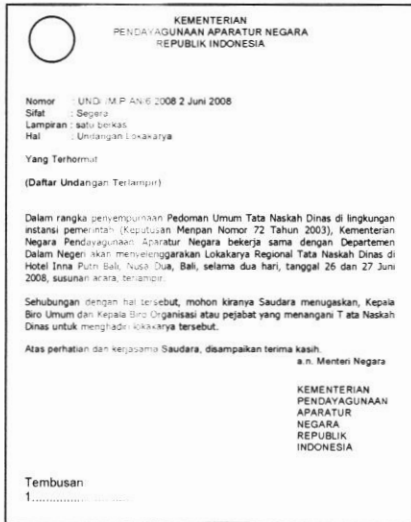 KEMENTERIAN
PENDAYAGUNAAN APARATUR NEGARA
REPUBLIK INDONESIA
Nomor : 2008 2 Juni 2008
Sifat : Segera
Lampiran : satu berkas
Hal : Undangan Lokakarya
Yang Terhormat
(Daftar Undangan Terlampir)
Dalam rangka penyempurnaan Pedoman Umum Tata Naskah Dinas di lingkungan
instansi pemerintah (Keputusan Menpan Nomor 72 Tahun 2003), Kementerian
Negara Pendayagunaan Aparatur Negara bekerja sama dengan Departemen
Dalam Negeri akan menyelenggarakan Lokakarya Regional Tata Naskah Dinas di
Hotel Inna Putri Bali, Nusa Dua, Bali, selama dua hari, tanggal 26 dan 27 Juni
2008, susunan acara, terlampir.
Sehubungan dengan hal tersebut, mohon kiranya Saudara menugaskan, Kepala
Biro Umum dan Kepala Biro Organisasi atau pejabat yang menangani T ata Naskah
Dinas untuk menghadiri lokakarya tersebut.
Atas perhatian dan kerjasama Saudara, disampaikan terima kasih.
a.n. Menteri Negara
KEMENTERIAN
PENDAYAGUNAAN
APARATUR
NEGARA
REPUBLIK
INDONESIA
Tembusan
1..........................